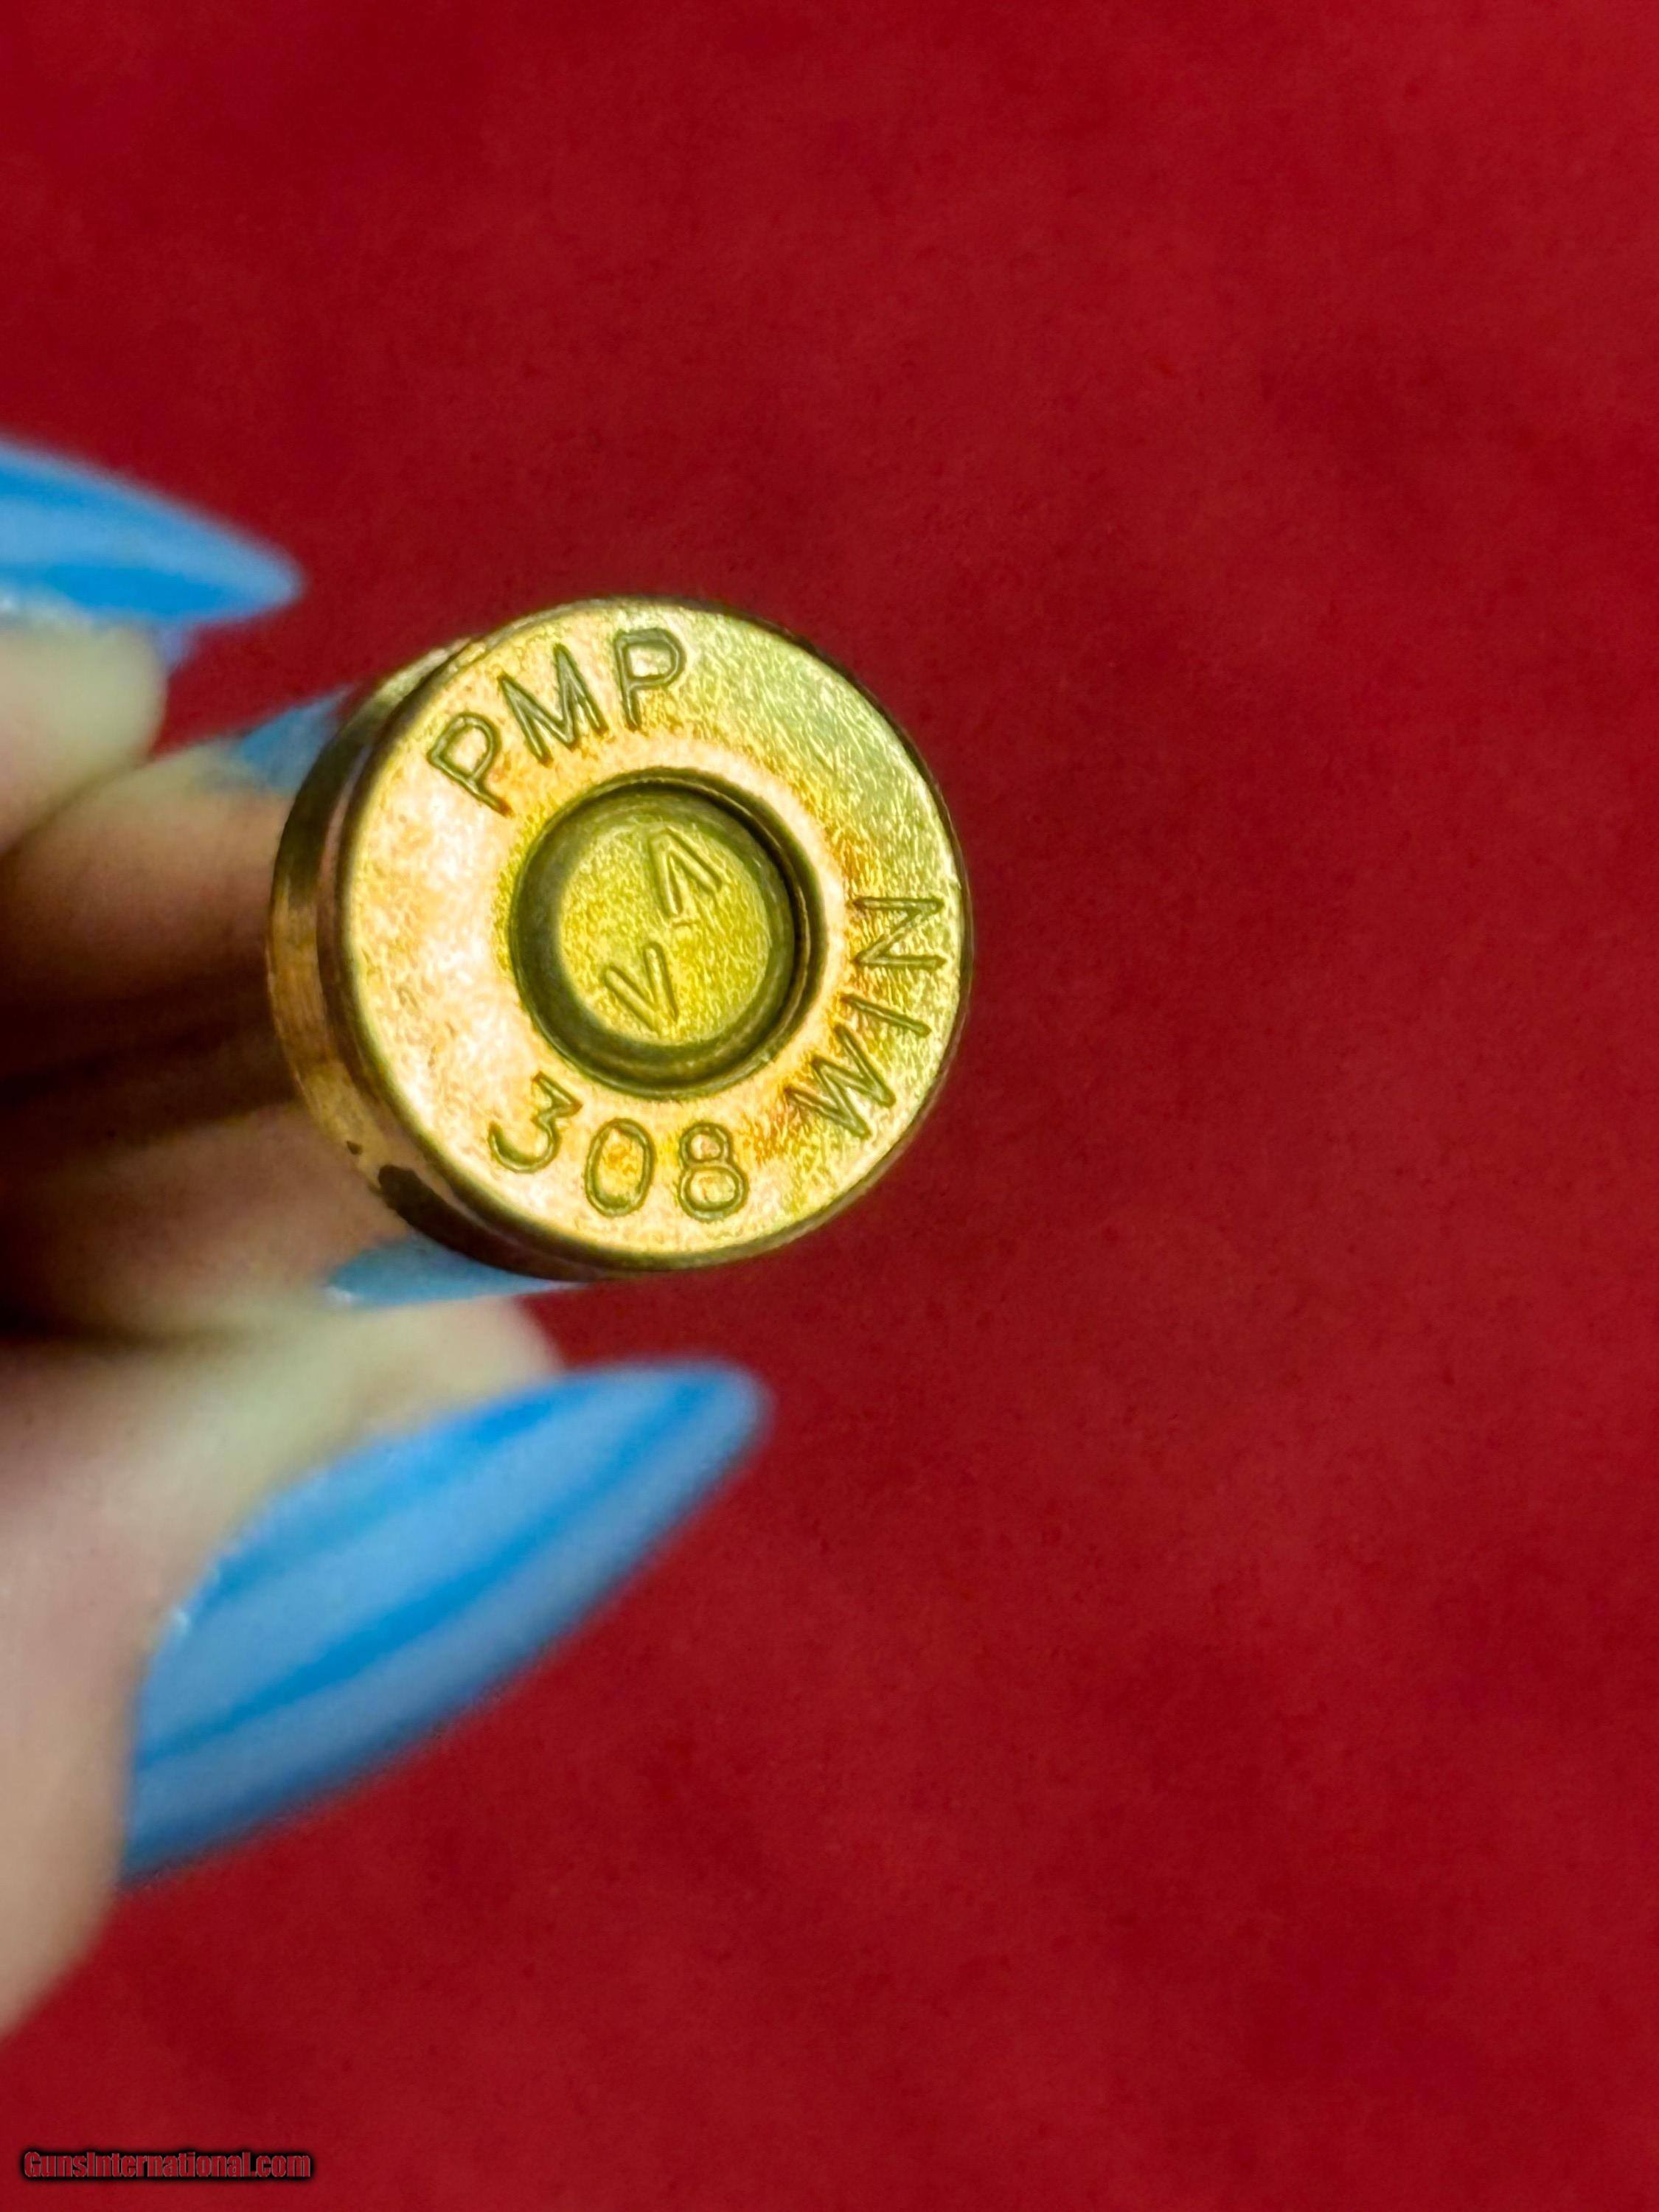 PMP
308 WIN
V V
GunsInternational.com